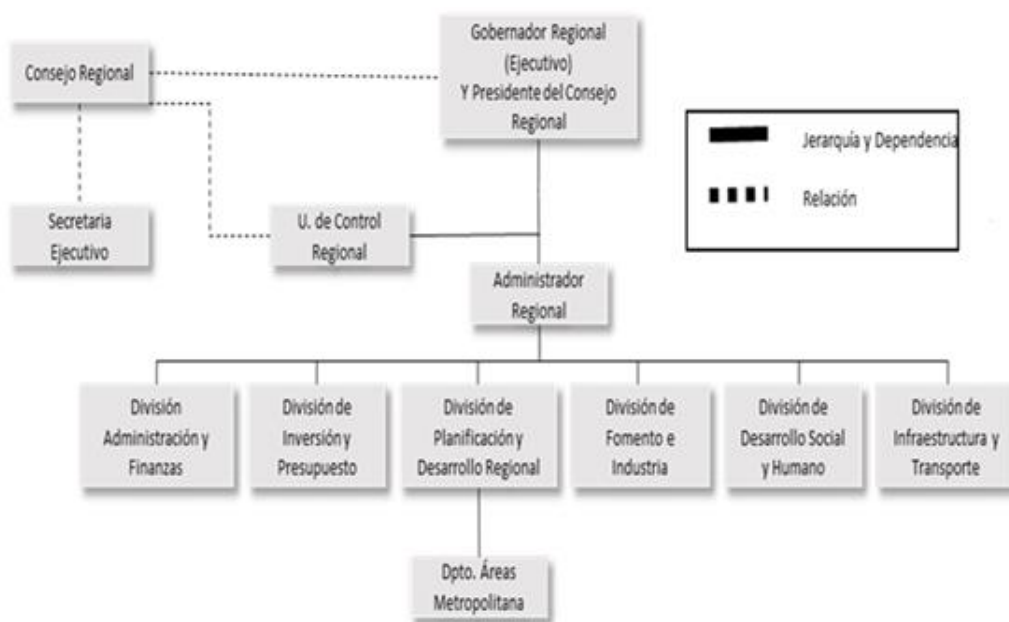 Gobernador Regional
(Ejecutivo)
Y Presidente del Consejo
Regional
Consejo Regional
Jerarquía y Dependencia
Relación
Secretaria
Ejecutivo
U. de Control
Regional
Administrador
Regional
División
Administración y
Finanzas
División de
Inversión y
Presupuesto
División de
Planificación y
Desarrollo Regional
División de
Fomento e
Industria
División de
Desarrollo Social
y Humano
División de
Infraestructura y
Transporte
Dpto. Áreas
Metropolitana